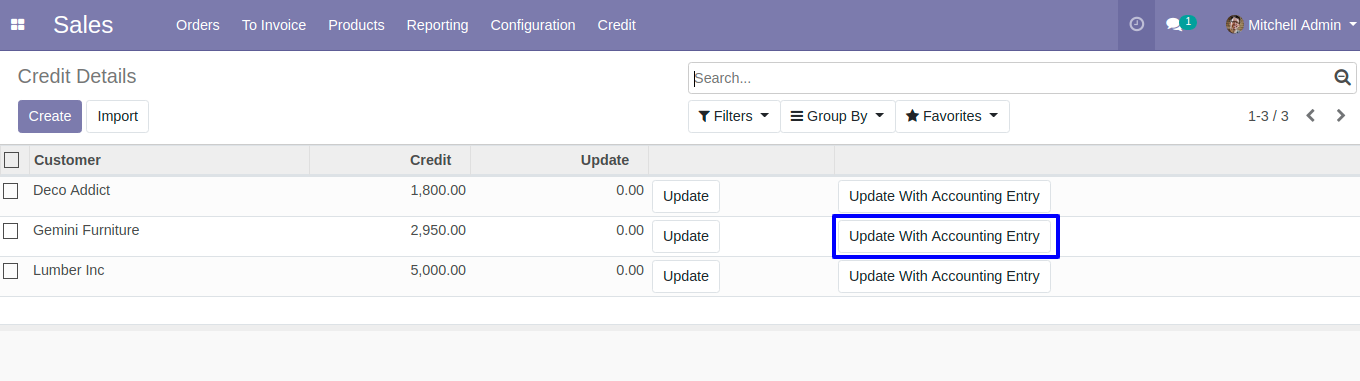 Sales Orders To Invoice Products Reporting Configuration Credit 1 Mitchell Admin
Credit Details
Search...
Create Import Filters Group By Favorites 1-3 / 3
Customer Credit Update
Deco Addict 1,800.00 0.00 Update Update With Accounting Entry
Gemini Furniture 2,950.00 0.00 Update Update With Accounting Entry
Lumber Inc 5,000.00 0.00 Update Update With Accounting Entry